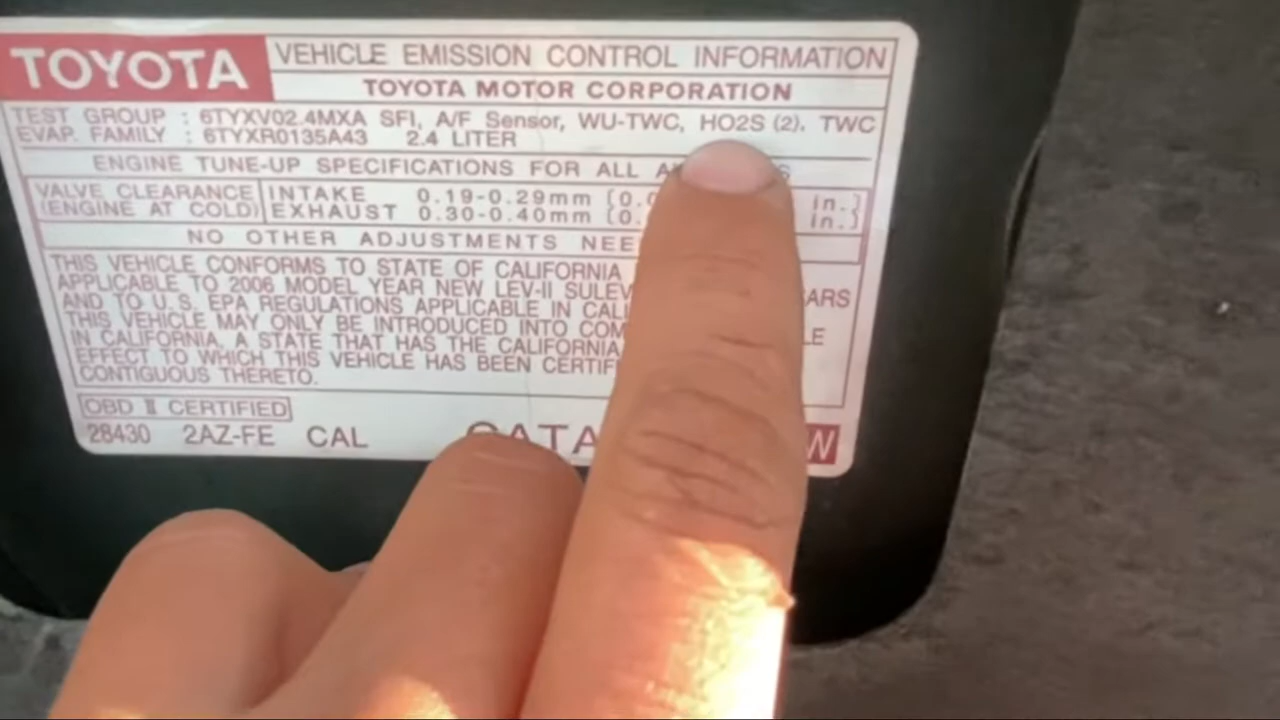 TOYOTA VEHICLE EMISSION CONTROL INFORMATION
TOYOTA MOTOR CORPORATION
TEST GROUP : 6TYXV02.4MXA SFI, A/F Sensor, WU-TWC, HO2S (2), TWC
EVAP. FAMILY : 6TYXR0135A43 2.4 LITER
ENGINE TUNE-UP SPECIFICATIONS FOR ALL
VALVE CLEARANCE INTAKE 0.19-0.29mm in.]
(ENGINE AT COLD) EXHAUST 0.30-0.40mm in.]
NO OTHER ADJUSTMENTS
THIS VEHICLE CONFORMS TO STATE OF CALIFORNIA
APPLICABLE TO 2006 MODEL YEAR NEW LEV-II SULEV
AND TO U.S. EPA REGULATIONS APPLICABLE IN
THIS VEHICLE MAY ONLY BE INTRODUCED INTO
IN CALIFORNIA, A STATE THAT HAS THE CALIFORNIA
EFFECT TO WHICH THIS VEHICLE HAS BEEN
CONTIGUOUS THERETO.
OBD II CERTIFIED
28430 2AZ-FE CAL